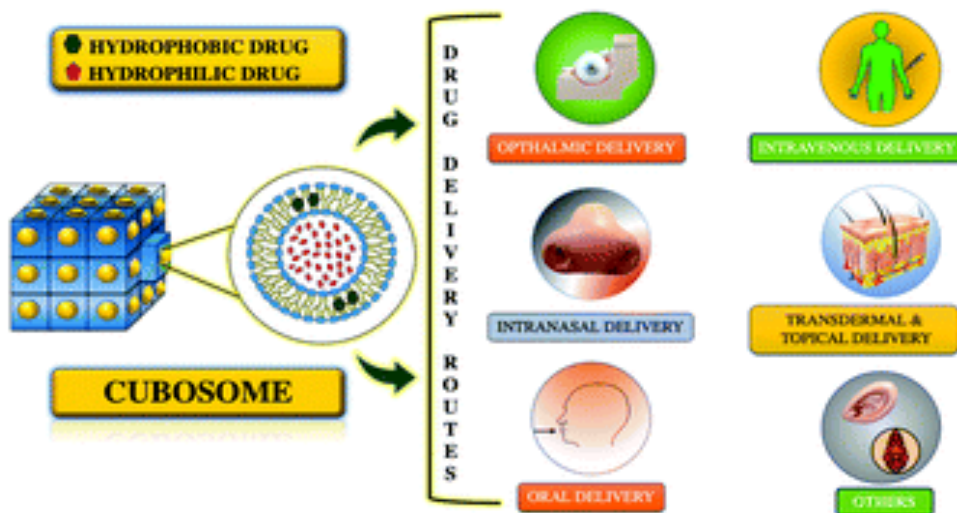 HYDROPHOBIC DRUG
HYDROPHILIC DRUG
CUBOSOME
DRUG DELIVERY ROUTES
OPTHALMIC DELIVERY
INTRAVENOUS DELIVERY
INTRANASAL DELIVERY
TRANSDERMAL &
TOPICAL DELIVERY
ORAL DELIVERY
OTHERS